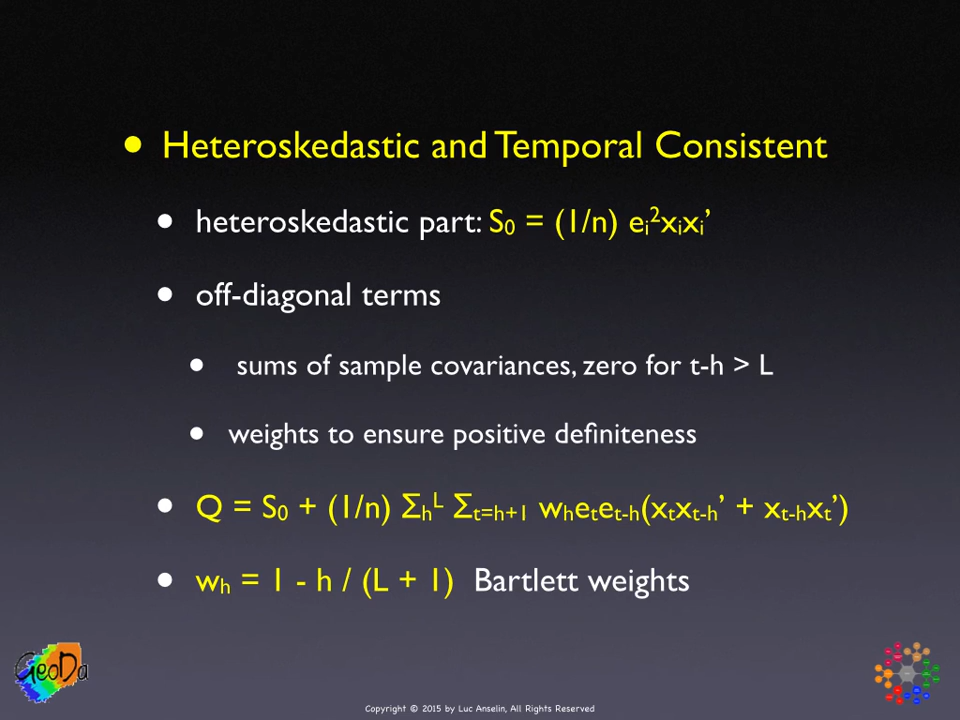 • Heteroskedastic and Temporal Consistent
• heteroskedastic part: S₀ = (1/n) eᵢ²xᵢxᵢ’
• off-diagonal terms
• sums of sample covariances, zero for t-h > L
• weights to ensure positive definiteness
• Q = S₀ + (1/n) Σₕᴸ Σₜ₌ₕ₊₁ wₕeₜeₜ₋ₕ(xₜxₜ₋ₕ’ + xₜ₋ₕxₜ’)
• wₕ = 1 - h / (L + 1) Bartlett weights
GeoDa
Copyright © 2015 by Luc Anselin, All Rights Reserved